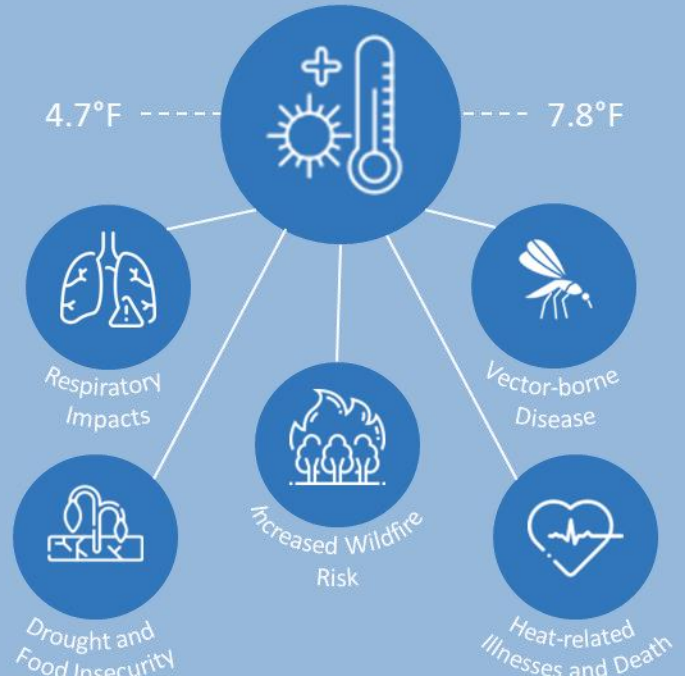 4.7°F
7.8°F
Respiratory
Impacts
Vector-borne
Disease
Increased Wildfire
Risk
Drought and
Food Insecurity
Heat-related
Illnesses and Death